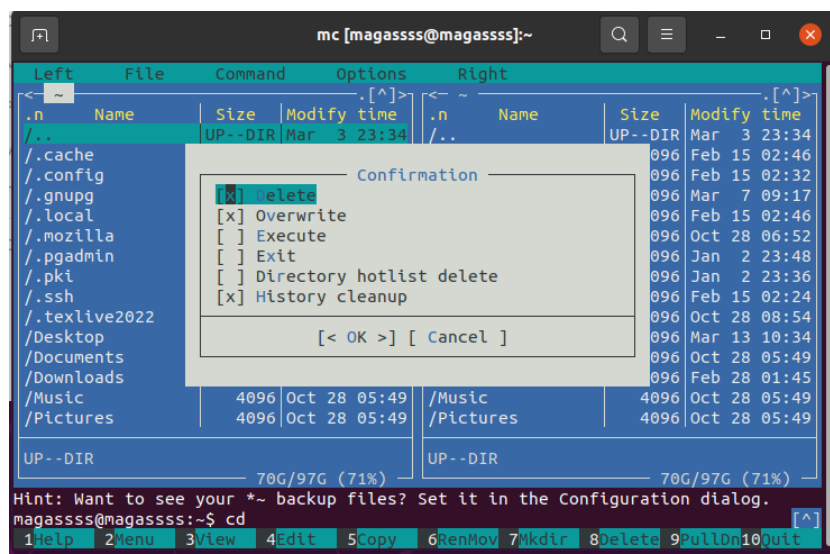 mc [magassss@magassss]:~
Left File Command Options Right
<— ~ .[^]> <— ~ .[^]>
.n Name Size Modify time .n Name Size Modify time
/.. UP--DIR Mar 3 23:34 /.. UP--DIR Mar 3 23:34
/.cache 096 Feb 15 02:46
/.config Confirmation 096 Feb 15 02:32
/.gnupg [x] Delete 096 Mar 7 09:17
/.local [x] Overwrite 096 Feb 15 02:46
/.mozilla [ ] Execute 096 Oct 28 06:52
/.pgadmin [ ] Exit 096 Jan 2 23:48
/.pki [ ] Directory hotlist delete 096 Jan 2 23:36
/.ssh [x] History cleanup 096 Feb 15 02:24
/.texlive2022 096 Oct 28 08:54
/Desktop [< OK >] [ Cancel ] 096 Mar 13 10:34
/Documents 096 Oct 28 05:49
/Downloads 096 Feb 28 01:45
/Music 4096 Oct 28 05:49 /Music 4096 Oct 28 05:49
/Pictures 4096 Oct 28 05:49 /Pictures 4096 Oct 28 05:49
UP--DIR UP--DIR
70G/97G (71%) 70G/97G (71%)
Hint: Want to see your *~ backup files? Set it in the Configuration dialog.
magassss@magassss:~$ cd [^]
1Help 2Menu 3View 4Edit 5Copy 6RenMov 7Mkdir 8Delete 9PullDn 10Quit